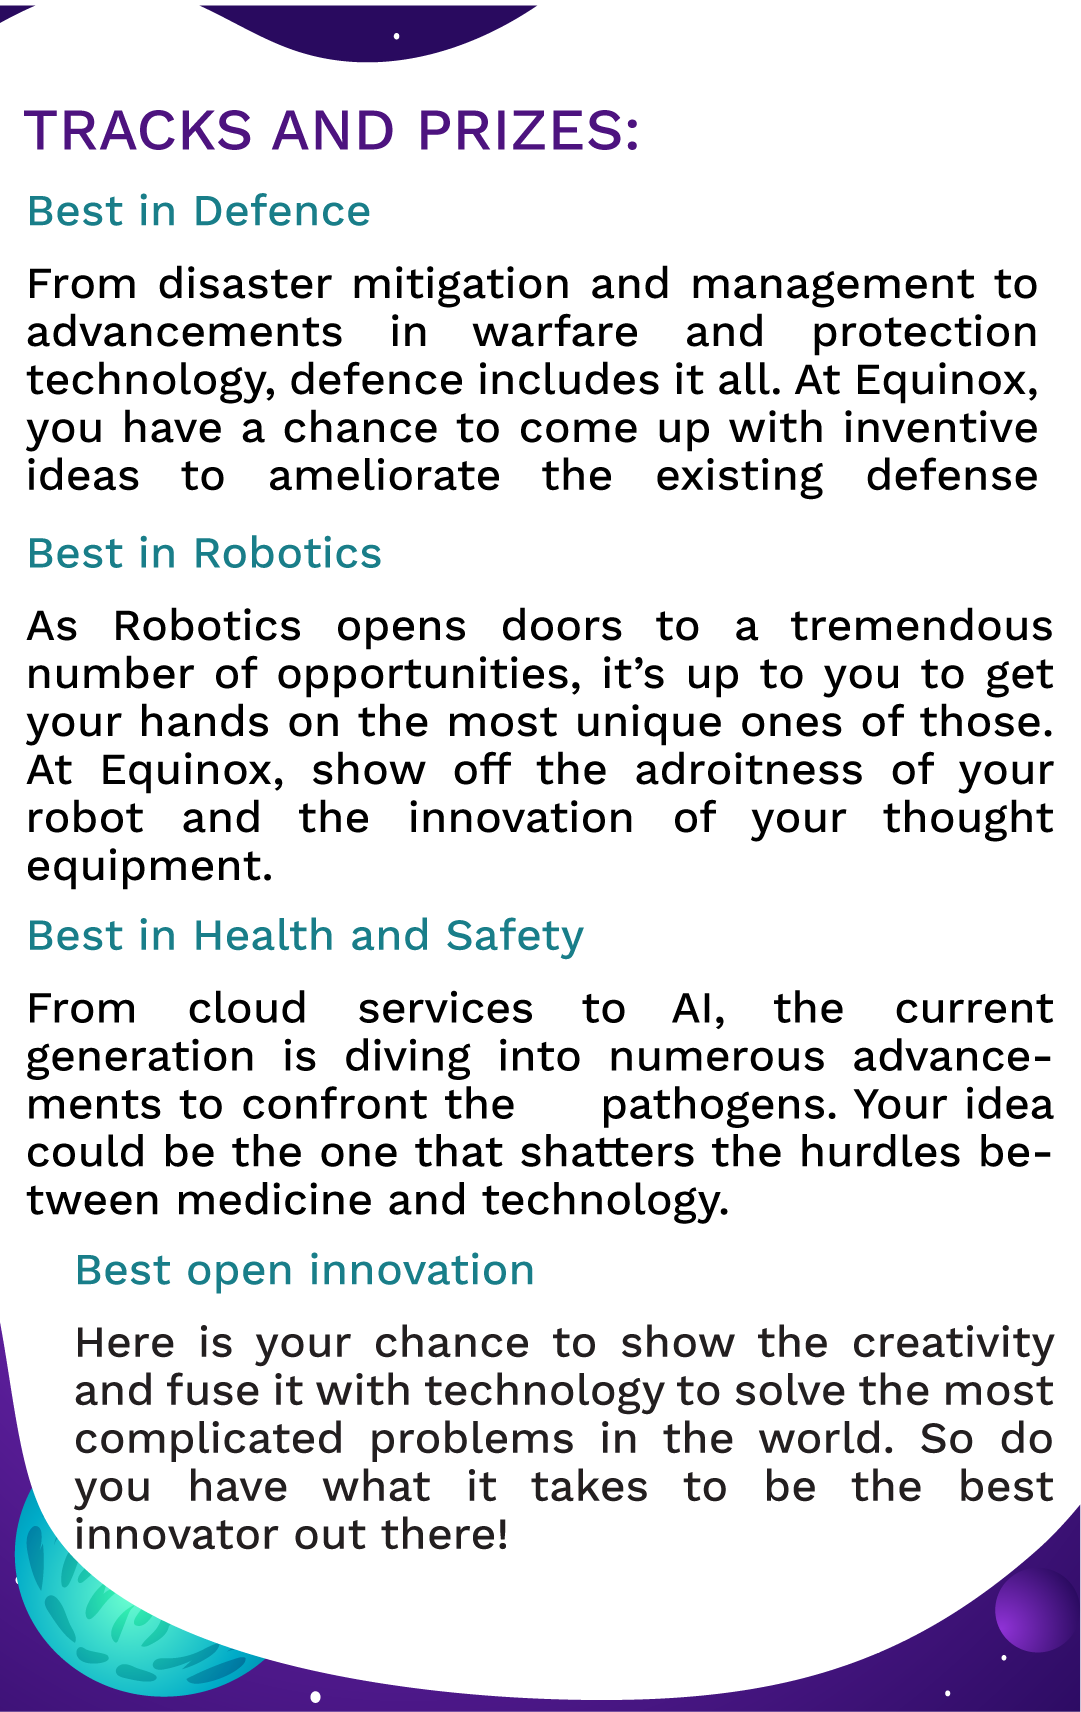 TRACKS AND PRIZES:
Best in Defence
From disaster mitigation and management to
advancements in warfare and protection
technology, defence includes it all. At Equinox,
you have a chance to come up with inventive
ideas to ameliorate the existing defense
Best in Robotics
As Robotics opens doors to a tremendous
number of opportunities, it’s up to you to get
your hands on the most unique ones of those.
At Equinox, show off the adroitness of your
robot and the innovation of your thought
equipment.
Best in Health and Safety
From cloud services to AI, the current
generation is diving into numerous advance-
ments to confront the pathogens. Your idea
could be the one that shatters the hurdles be-
tween medicine and technology.
Best open innovation
Here is your chance to show the creativity
and fuse it with technology to solve the most
complicated problems in the world. So do
you have what it takes to be the best
innovator out there!